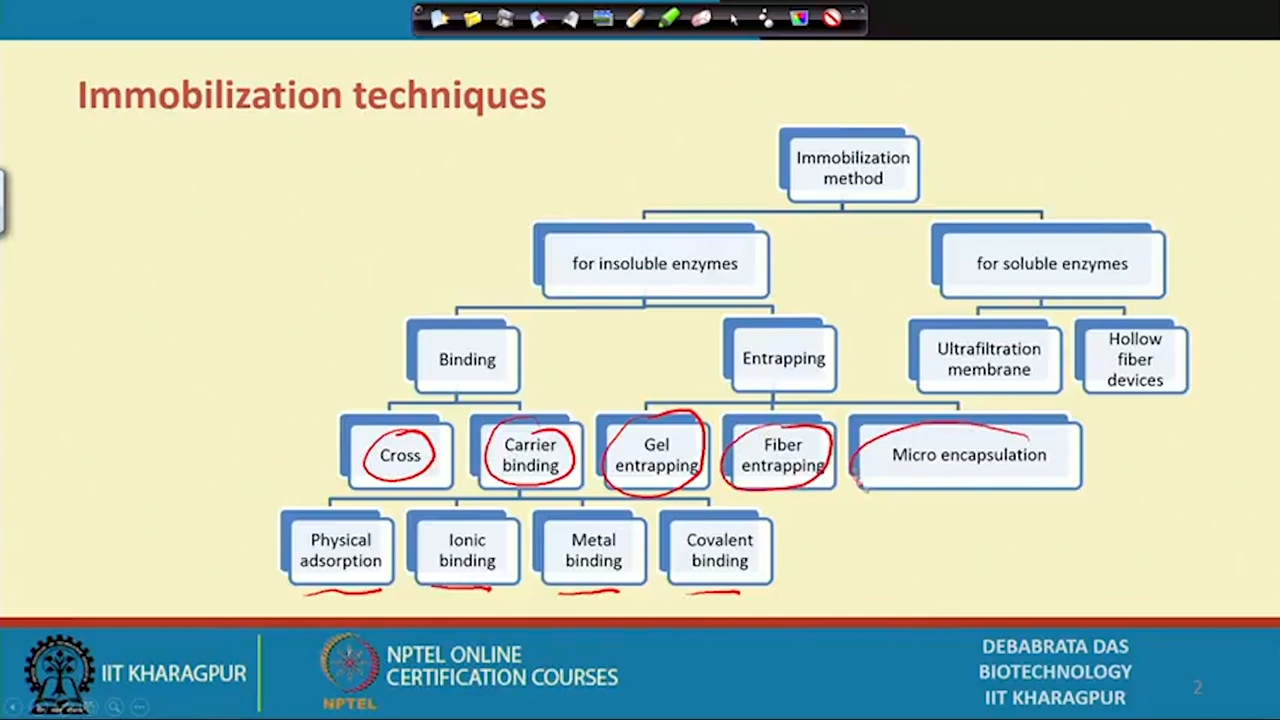 Immobilization techniques
Immobilization
method
for insoluble enzymes
for soluble enzymes
Binding
Entrapping
Ultrafiltration
membrane
Hollow
fiber
devices
Cross
Carrier
binding
Gel
entrapping
Fiber
entrapping
Micro encapsulation
Physical
adsorption
Ionic
binding
Metal
binding
Covalent
binding
IIT KHARAGPUR
NPTEL
NPTEL ONLINE
CERTIFICATION COURSES
DEBABRATA DAS
BIOTECHNOLOGY
IIT KHARAGPUR
2